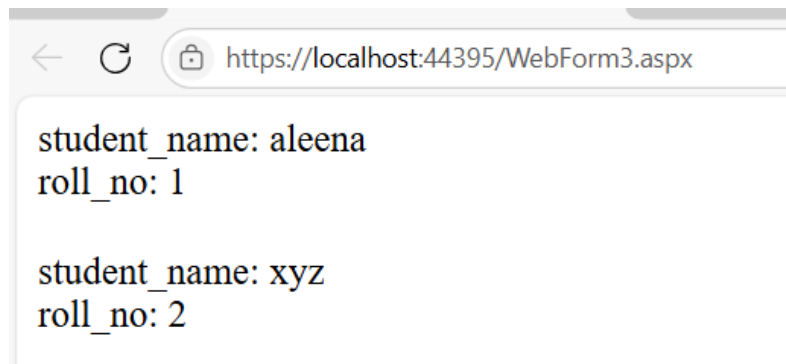 https://localhost:44395/WebForm3.aspx
student_name: aleena
roll_no: 1
student_name: xyz
roll_no: 2